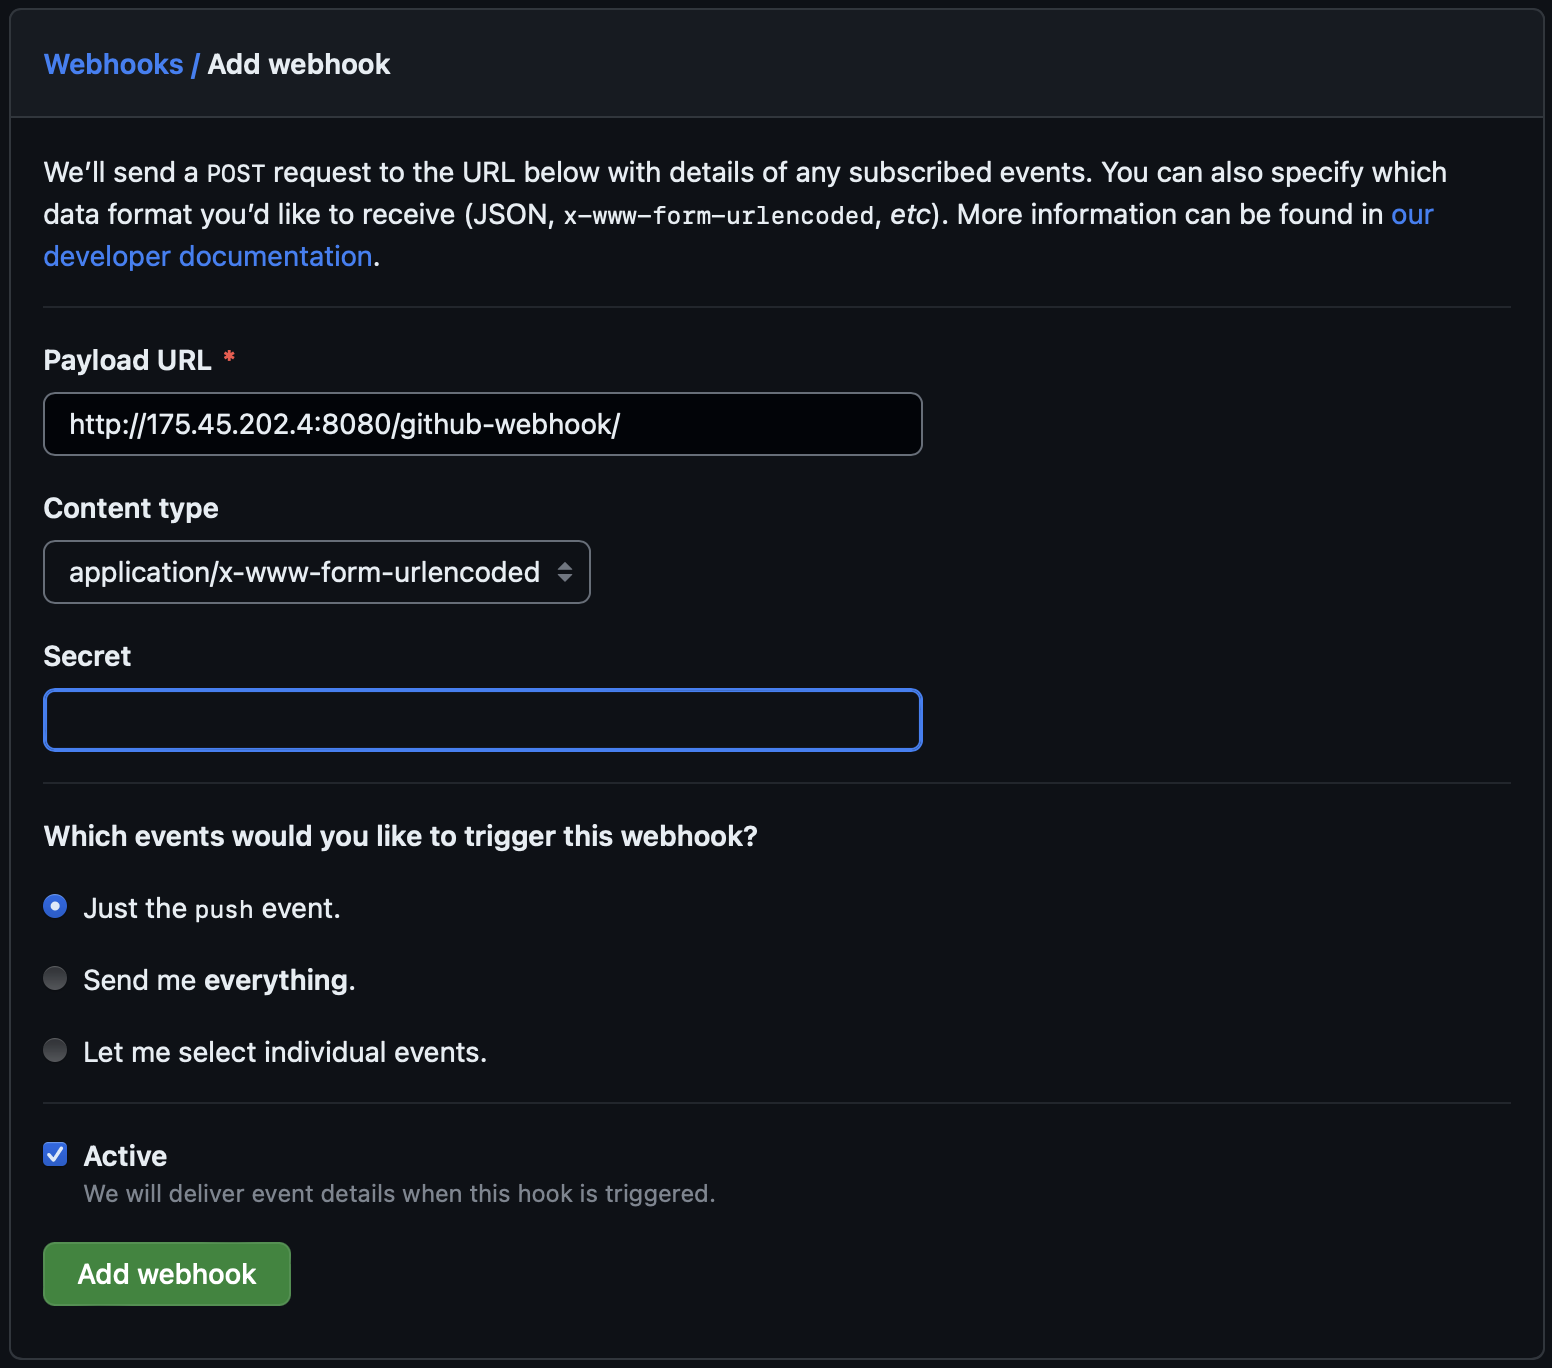 Webhooks / Add webhook
We’ll send a POST request to the URL below with details of any subscribed events. You can also specify which
data format you’d like to receive (JSON, x-www-form-urlencoded, etc). More information can be found in our
developer documentation.
Payload URL *
http://175.45.202.4:8080/github-webhook/
Content type
application/x-www-form-urlencoded
Secret
Which events would you like to trigger this webhook?
Just the push event.
Send me everything.
Let me select individual events.
Active
We will deliver event details when this hook is triggered.
Add webhook